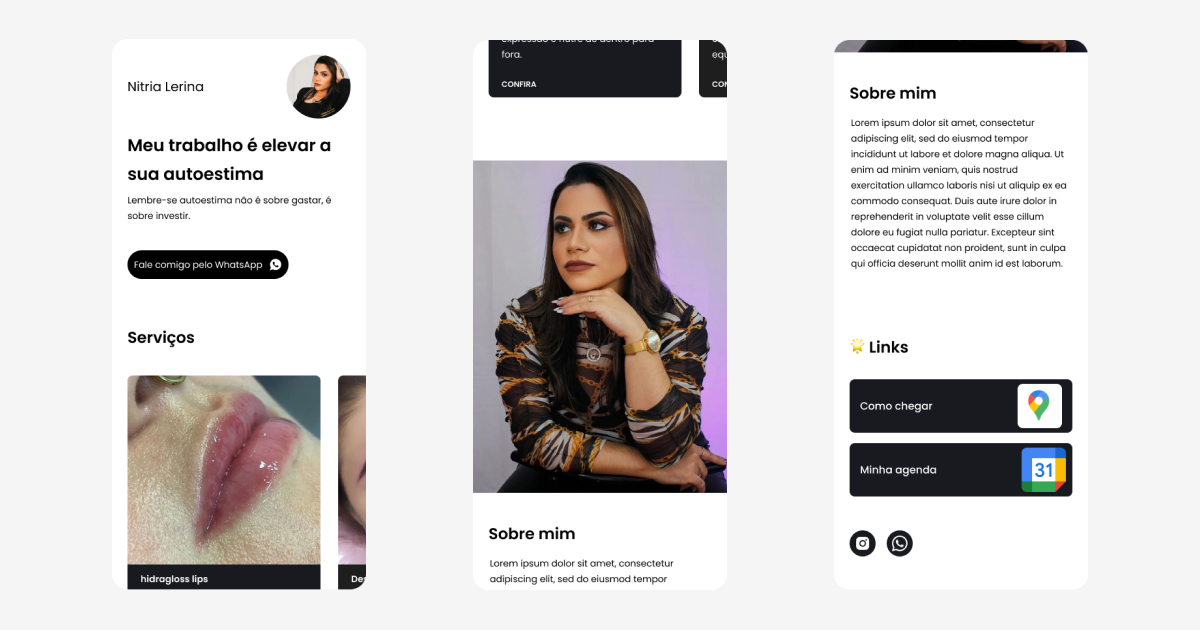 Nitria Lerina
Meu trabalho é elevar a
sua autoestima
Lembre-se autoestima não é sobre gastar, é
sobre investir.
Fale comigo pelo WhatsApp
Serviços
hidragloss lips
expressão e nutre de dentro para
fora.
CONFIRA
Sobre mim
Lorem ipsum dolor sit amet, consectetur
adipiscing elit, sed do eiusmod tempor
Sobre mim
Lorem ipsum dolor sit amet, consectetur
adipiscing elit, sed do eiusmod tempor
incididunt ut labore et dolore magna aliqua. Ut
enim ad minim veniam, quis nostrud
exercitation ullamco laboris nisi ut aliquip ex ea
commodo consequat. Duis aute irure dolor in
reprehenderit in voluptate velit esse cillum
dolore eu fugiat nulla pariatur. Excepteur sint
occaecat cupidatat non proident, sunt in culpa
qui officia deserunt mollit anim id est laborum.
Links
Como chegar
Minha agenda
31